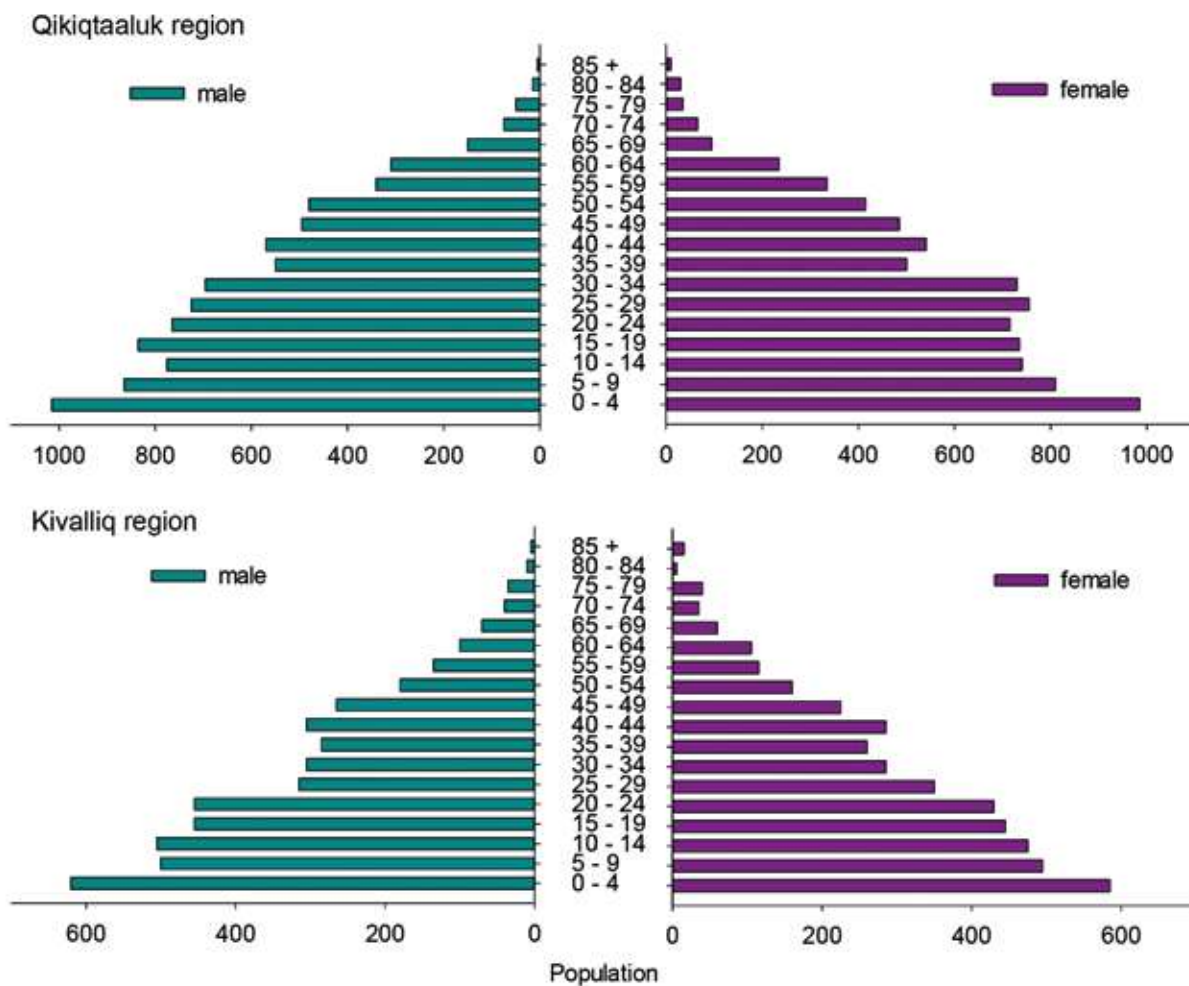 Qikiqtaaluk region
male
female
85 +
80 - 84
75 - 79
70 - 74
65 - 69
60 - 64
55 - 59
50 - 54
45 - 49
40 - 44
35 - 39
30 - 34
25 - 29
20 - 24
15 - 19
10 - 14
5 - 9
0 - 4
1000 800 600 400 200 0
0 200 400 600 800 1000
Kivalliq region
male
female
85 +
80 - 84
75 - 79
70 - 74
65 - 69
60 - 64
55 - 59
50 - 54
45 - 49
40 - 44
35 - 39
30 - 34
25 - 29
20 - 24
15 - 19
10 - 14
5 - 9
0 - 4
600 400 200 0
0 200 400 600
Population